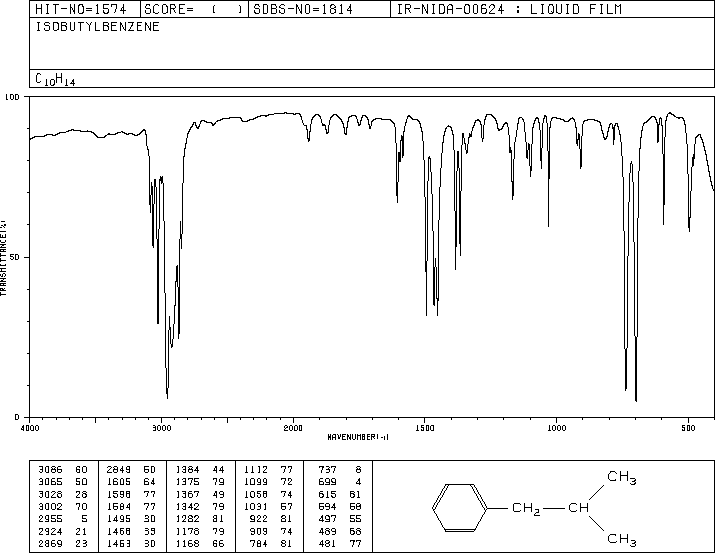 HIT-NO=1574 SCORE= ( ) SDBS-NO=1814 IR-NIDA-00624 : LIQUID FILM
ISOBUTYLBENZENE
C10H14
100
50
0
TRANSMITTANCE(%)
4000 3000 2000 1500 1000 500
WAVENUMBER(-1)
3086 60 2849 60 1384 44 1112 77 737 8
3065 50 1605 64 1375 79 1099 72 699 4
3028 28 1598 77 1367 49 1058 74 615 81
3002 70 1584 77 1342 79 1031 57 594 58
2955 5 1495 30 1282 81 922 81 497 55
2924 21 1468 33 1178 79 909 74 489 58
2869 23 1453 30 1168 66 784 81 481 77
CH3
CH2 CH
CH3